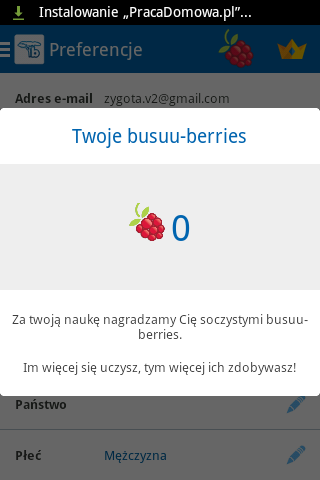 Instalowanie „PracaDomowa.pl”...
Preferencje
Adres e-mail zygota.v2@gmail.com
Twoje busuu-berries
0
Za twoją naukę nagradzamy Cię soczystymi busuu-
berries.
Im więcej się uczysz, tym więcej ich zdobywasz!
Państwo
Płeć Mężczyzna